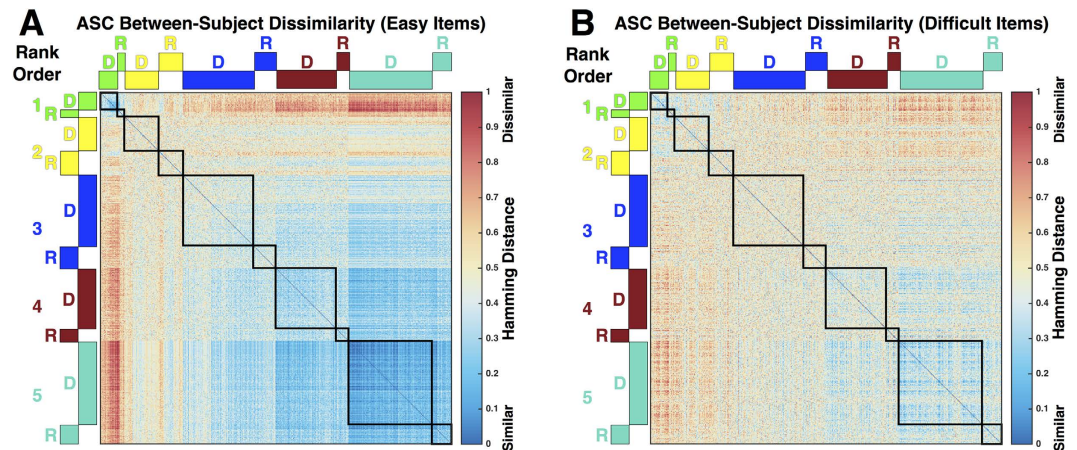 A ASC Between-Subject Dissimilarity (Easy Items)
Rank Order
D R D R D R D R D R
1 D
R
2 D
R
3 D
R
4 D
R
5 D
R
1
0.9
0.8
0.7
0.6
0.5
0.4
0.3
0.2
0.1
0
Dissimilar
Hamming Distance
Similar
B ASC Between-Subject Dissimilarity (Difficult Items)
Rank Order
D R D R D R D R D R
1 D
R
2 D
R
3 D
R
4 D
R
5 D
R
1
0.9
0.8
0.7
0.6
0.5
0.4
0.3
0.2
0.1
0
Dissimilar
Hamming Distance
Similar